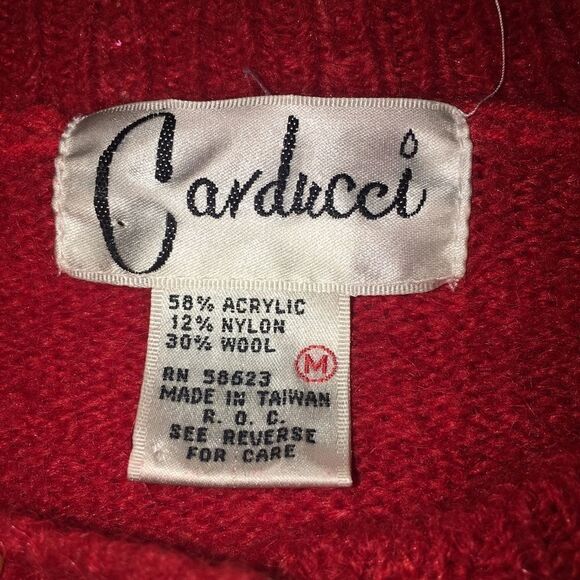 Carducci
58% ACRYLIC
12% NYLON
30% WOOL
M
RN 58623
MADE IN TAIWAN
R. O. C.
SEE REVERSE
FOR CARE